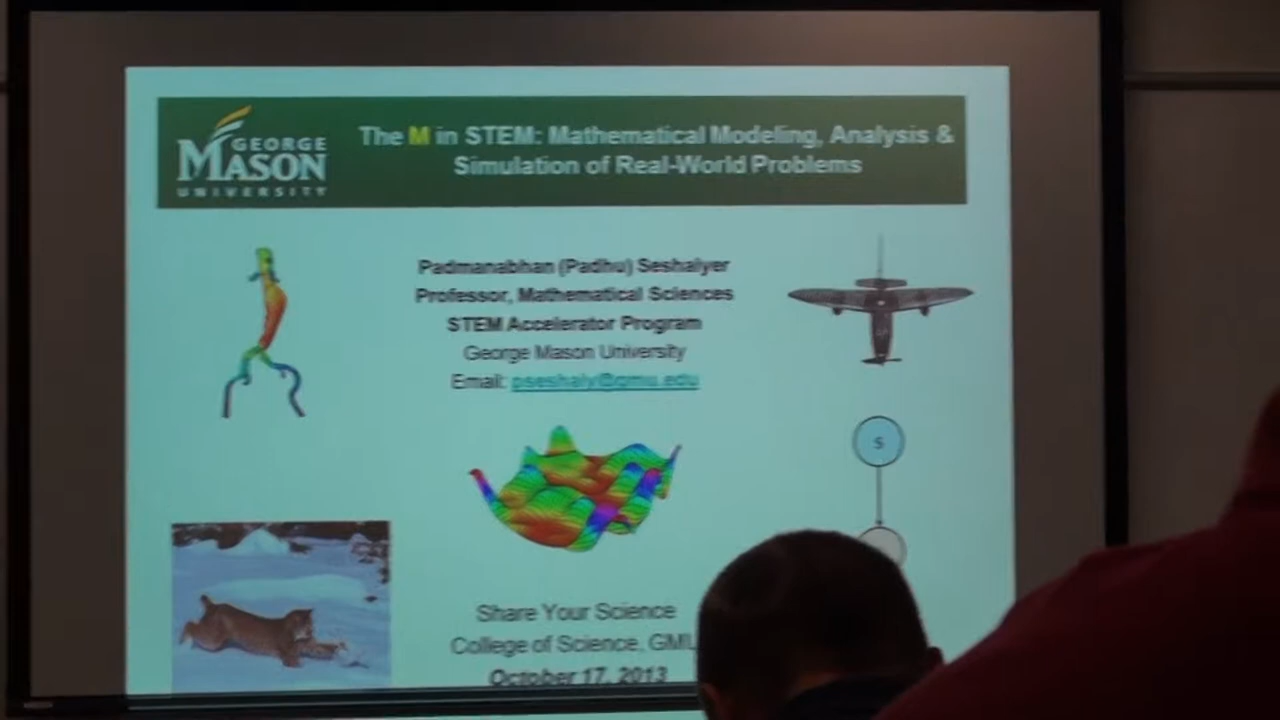 GEORGE
MASON
UNIVERSITY
The M in STEM: Mathematical Modeling, Analysis &
Simulation of Real-World Problems
Padmanabhan (Padhu) Seshaiyer
Professor, Mathematical Sciences
STEM Accelerator Program
George Mason University
Email: pseshaiy@gmu.edu
S
Share Your Science
College of Science, GMU
October 17, 2013